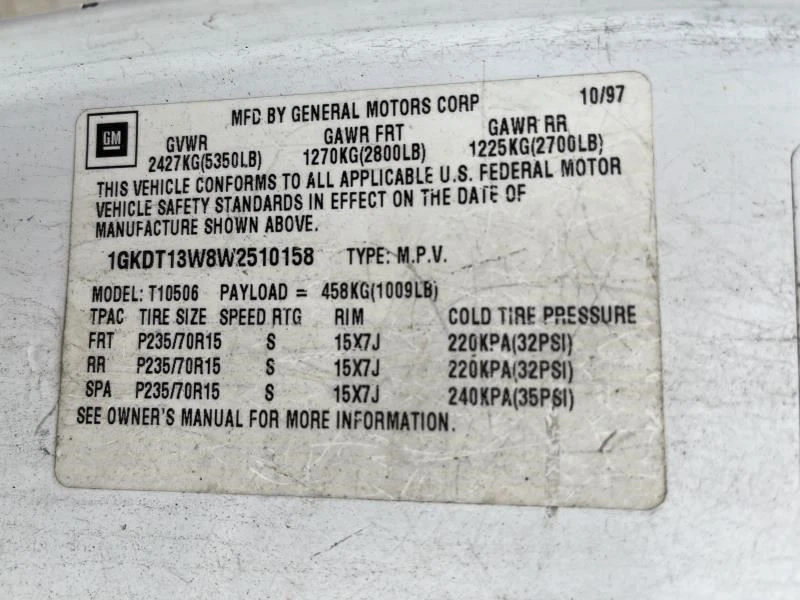 MFD BY GENERAL MOTORS CORP 10/97
GM
GVWR GAWR FRT GAWR RR
2427KG(5350LB) 1270KG(2800LB) 1225KG(2700LB)
THIS VEHICLE CONFORMS TO ALL APPLICABLE U.S. FEDERAL MOTOR
VEHICLE SAFETY STANDARDS IN EFFECT ON THE DATE OF
MANUFACTURE SHOWN ABOVE.
1GKDT13W8W2510158 TYPE: M.P.V.
MODEL: T10506 PAYLOAD = 458KG(1009LB)
TPAC TIRE SIZE SPEED RTG RIM COLD TIRE PRESSURE
FRT P235/70R15 S 15X7J 220KPA(32PSI)
RR P235/70R15 S 15X7J 220KPA(32PSI)
SPA P235/70R15 S 15X7J 240KPA(35PSI)
SEE OWNER'S MANUAL FOR MORE INFORMATION.